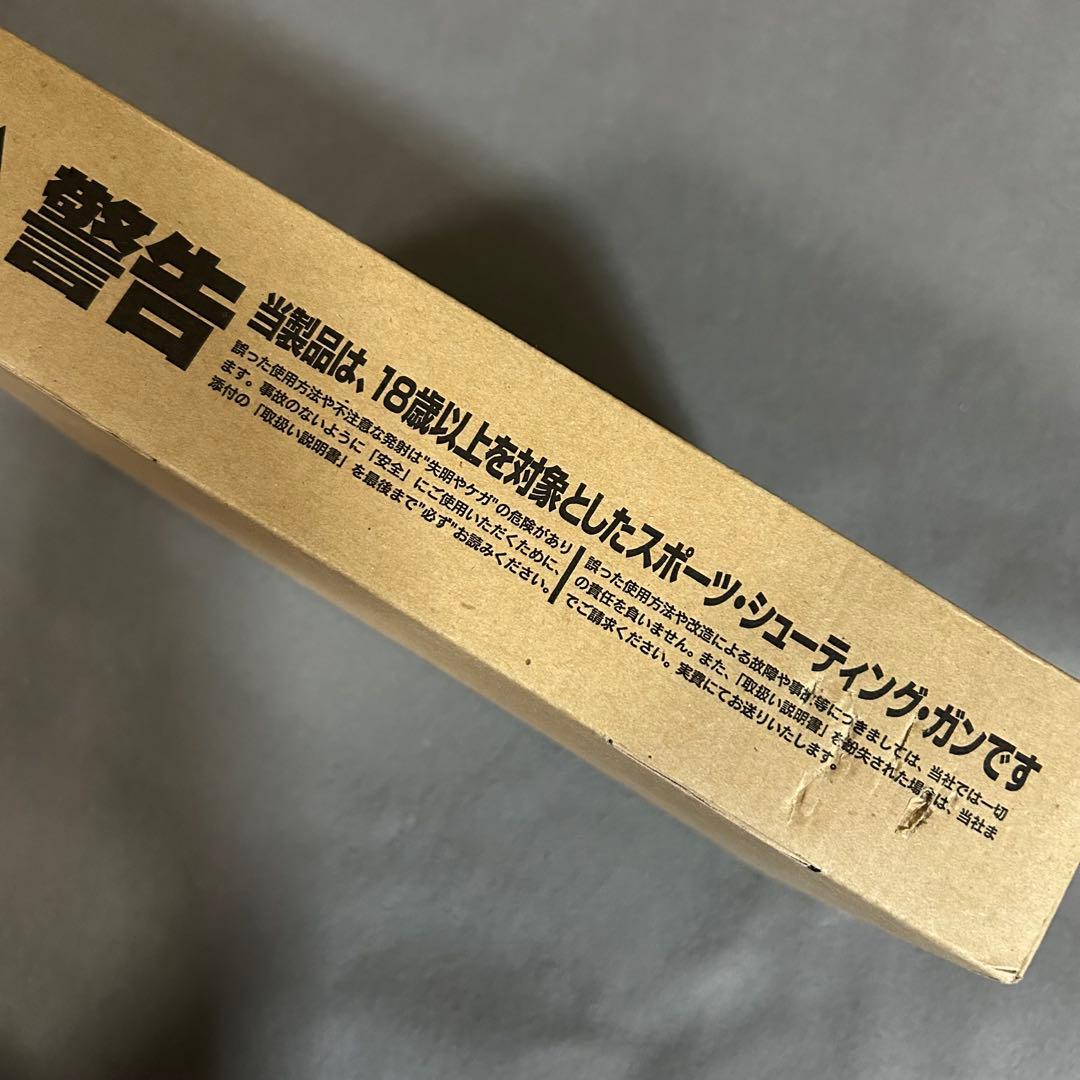 警告
当製品は、18歳以上を対象としたスポーツ・シューティング・ガンです
誤った使用方法や不注意な発射は"失明やケガ"の危険があり
ます。事故のないように「安全」にご使用いただくために、
添付の「取扱い説明書」を最後まで"必ず"お読みください。
誤った使用方法や改造による故障や事故等につきましては、当社では一切
の責任を負いません。また、「取扱い説明書」を紛失された場合は、当社ま
でご請求ください。実費にてお送りいたします。